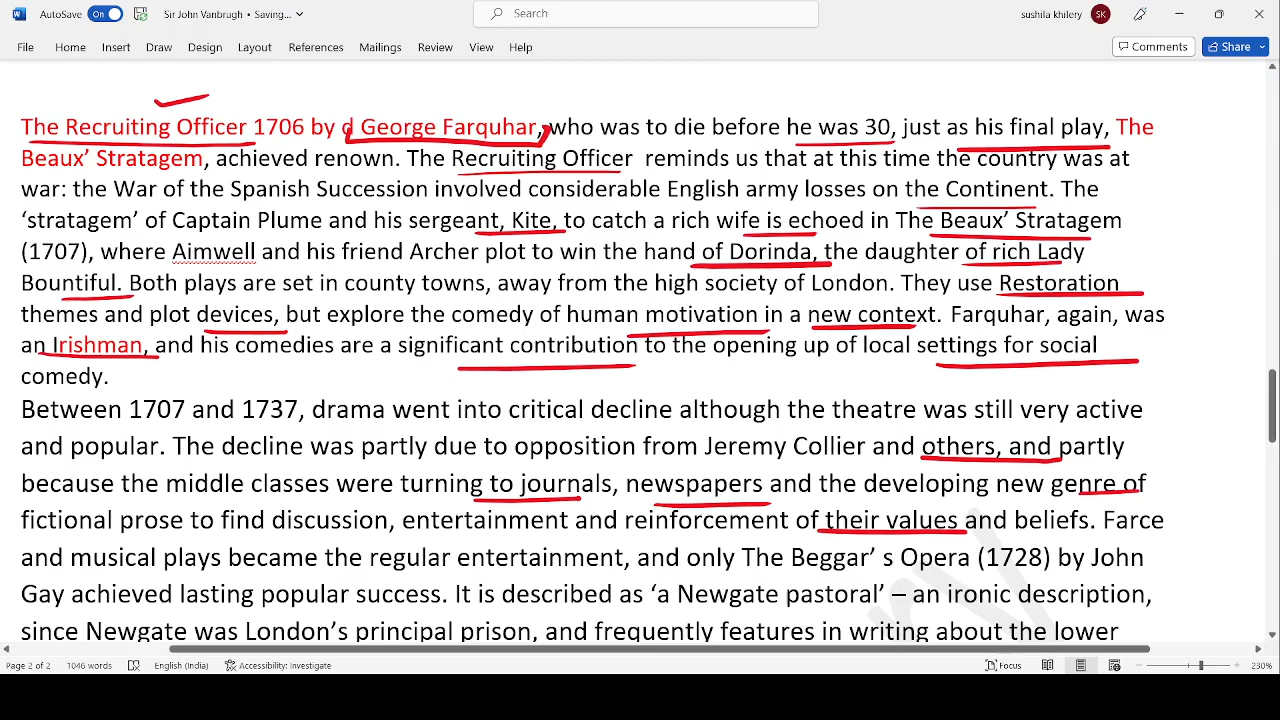 AutoSave On Sir John Vanbrugh • Saving... Search sushila khilery SK
File Home Insert Draw Design Layout References Mailings Review View Help Comments Share
The Recruiting Officer 1706 by d George Farquhar, who was to die before he was 30, just as his final play, The
Beaux’ Stratagem, achieved renown. The Recruiting Officer reminds us that at this time the country was at
war: the War of the Spanish Succession involved considerable English army losses on the Continent. The
‘stratagem’ of Captain Plume and his sergeant, Kite, to catch a rich wife is echoed in The Beaux’ Stratagem
(1707), where Aimwell and his friend Archer plot to win the hand of Dorinda, the daughter of rich Lady
Bountiful. Both plays are set in county towns, away from the high society of London. They use Restoration
themes and plot devices, but explore the comedy of human motivation in a new context. Farquhar, again, was
an Irishman, and his comedies are a significant contribution to the opening up of local settings for social
comedy.
Between 1707 and 1737, drama went into critical decline although the theatre was still very active
and popular. The decline was partly due to opposition from Jeremy Collier and others, and partly
because the middle classes were turning to journals, newspapers and the developing new genre of
fictional prose to find discussion, entertainment and reinforcement of their values and beliefs. Farce
and musical plays became the regular entertainment, and only The Beggar’ s Opera (1728) by John
Gay achieved lasting popular success. It is described as ‘a Newgate pastoral’ – an ironic description,
since Newgate was London’s principal prison, and frequently features in writing about the lower
Page 2 of 2 1046 words English (India) Accessibility: Investigate Focus 230%